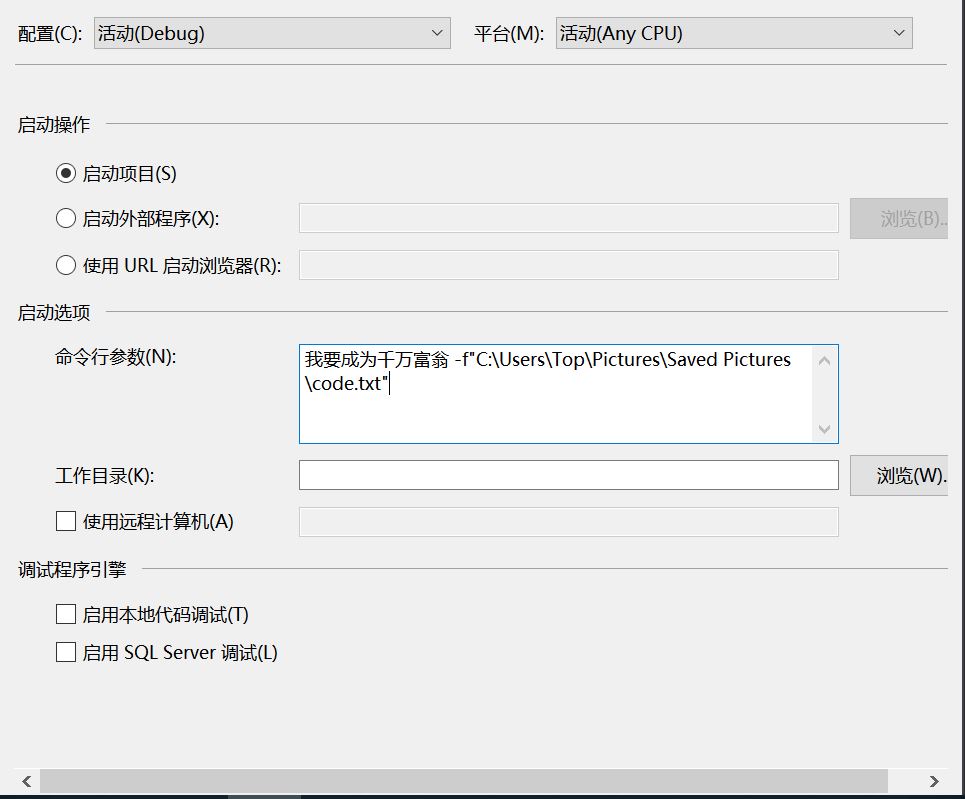 配置(C): 活动(Debug) 平台(M): 活动(Any CPU)
启动操作
启动项目(S)
启动外部程序(X): 浏览(B)..
使用 URL 启动浏览器(R):
启动选项
命令行参数(N): 我要成为千万富翁 -f"C:\Users\Top\Pictures\Saved Pictures
\code.txt"
工作目录(K): 浏览(W).
使用远程计算机(A)
调试程序引擎
启用本地代码调试(T)
启用 SQL Server 调试(L)